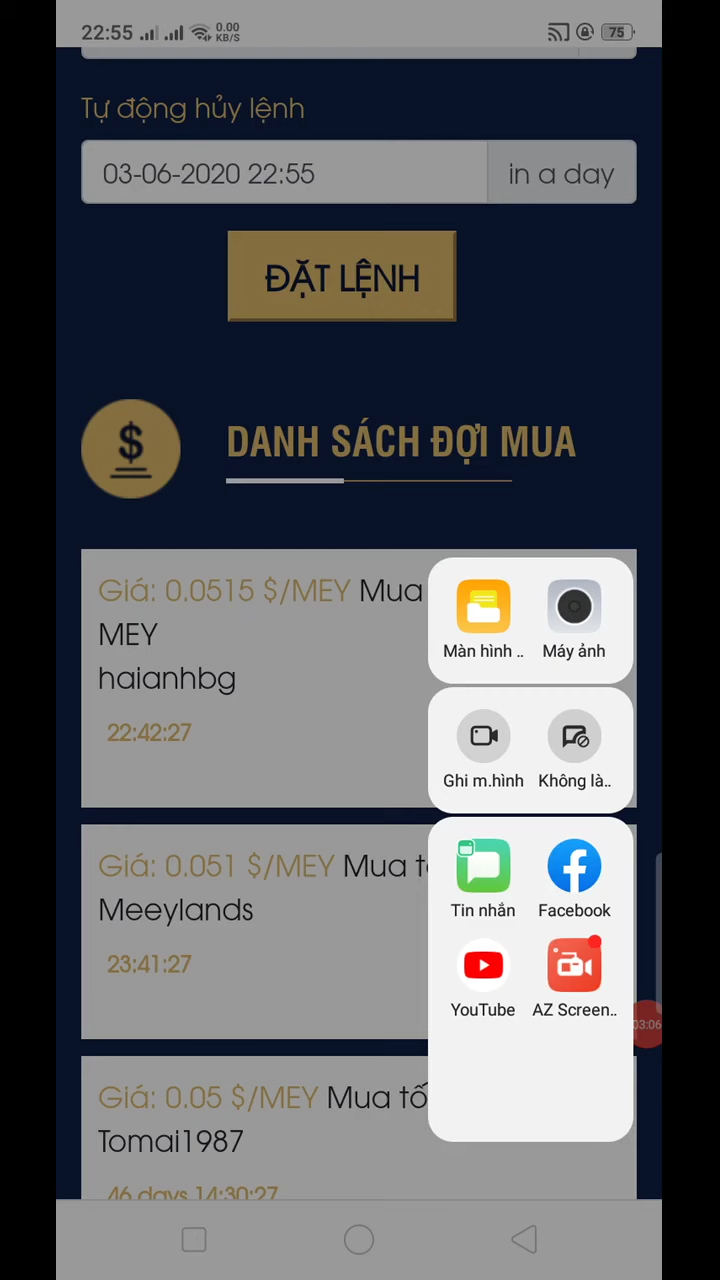 22:55 0.00 KB/S 75
Tự động hủy lệnh
03-06-2020 22:55 in a day
ĐẶT LỆNH
$ DANH SÁCH ĐỢI MUA
Giá: 0.0515 $/MEY Mua
MEY
haianhbg
22:42:27
Màn hình .. Máy ảnh
Ghi m.hình Không là..
Giá: 0.051 $/MEY Mua
Meeylands
23:41:27
Tin nhắn Facebook
YouTube AZ Screen..
03:06
Giá: 0.05 $/MEY Mua tố
Tomai1987
46 days 14:30:27